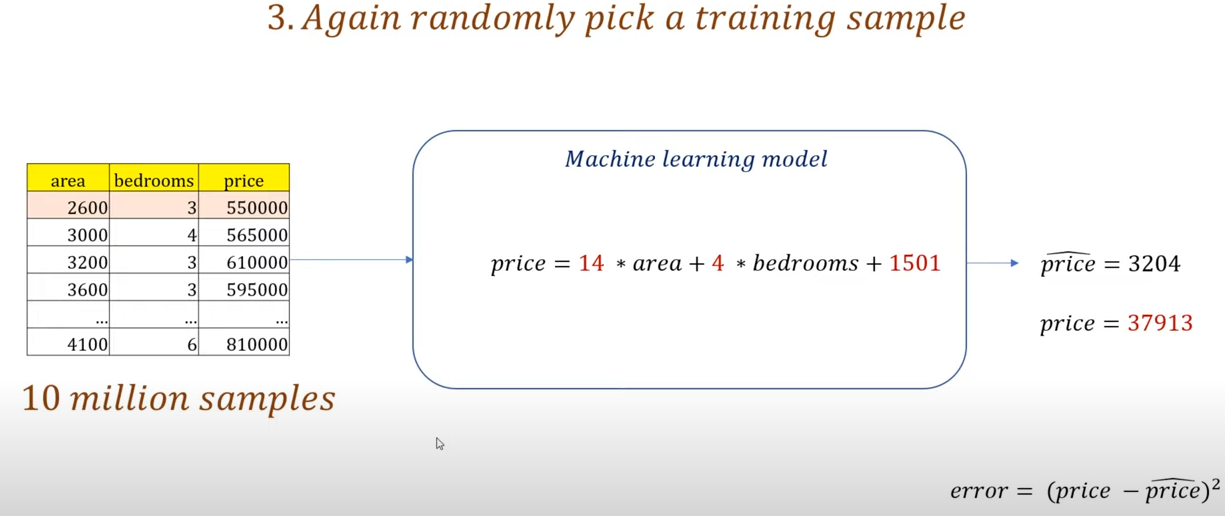 3. Again randomly pick a training sample
area bedrooms price
2600 3 550000
3000 4 565000
3200 3 610000
3600 3 595000
... ... ...
4100 6 810000
10 million samples
Machine learning model
price = 14 * area + 4 * bedrooms + 1501
$\widehat{price}$ = 3204
price = 37913
error = (price − $\widehat{price}$)²